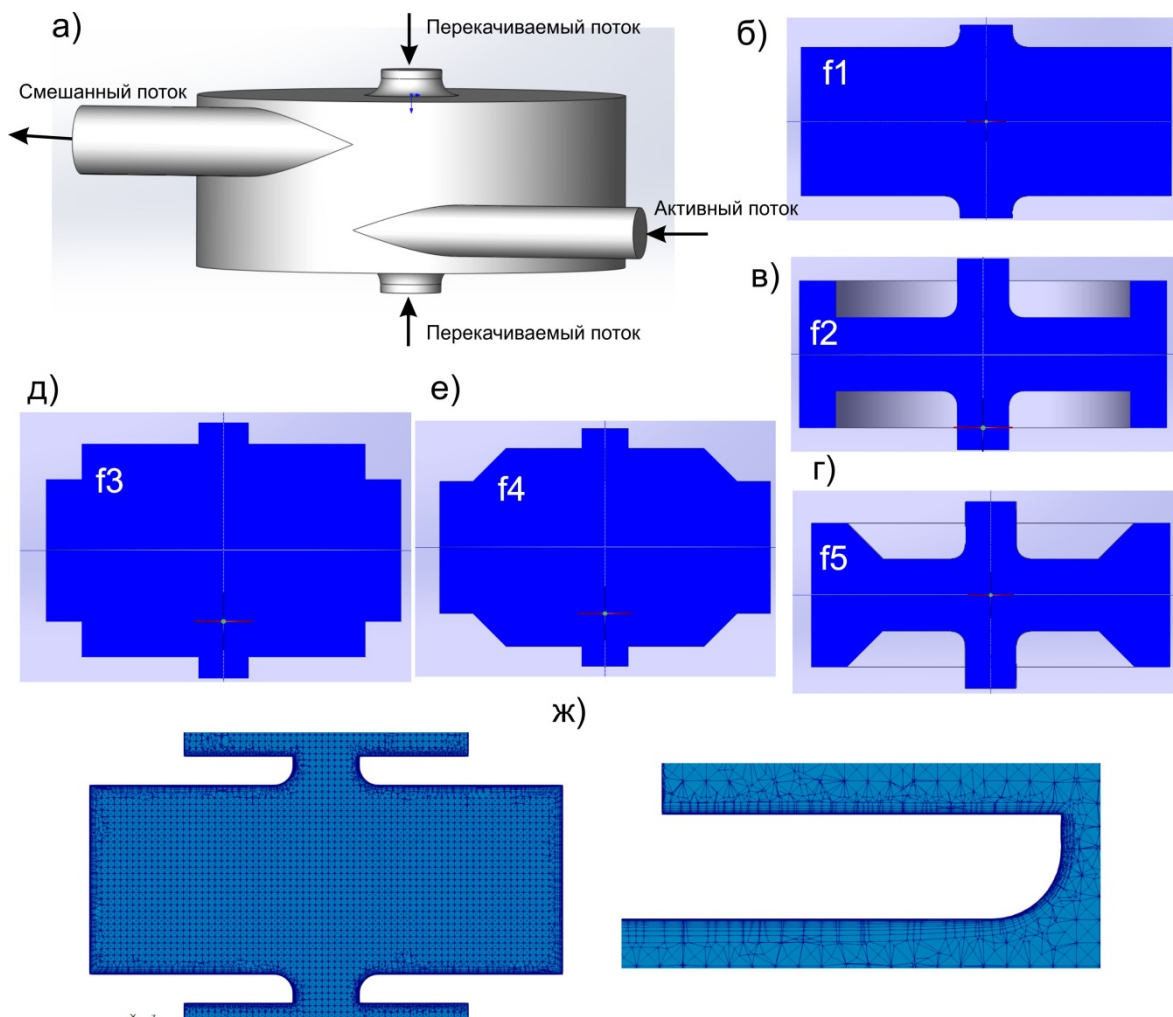 а)
Перекачиваемый поток
Смешанный поток
Активный поток
Перекачиваемый поток
б)
f1
в)
f2
д)
f3
е)
f4
г)
f5
ж)